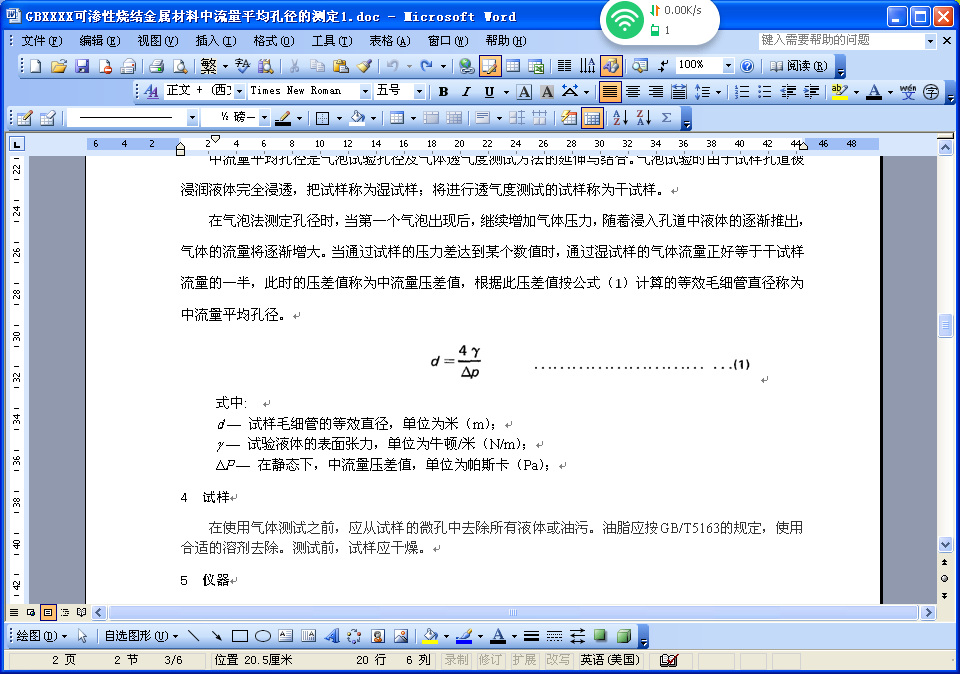 GBXXXX可渗性烧结金属材料中流量平均孔径的测定1.doc - Microsoft Word
0.00K/s
1
文件(F) 编辑(E) 视图(V) 插入(I) 格式(O) 工具(T) 表格(A) 窗口(W) 帮助(H)
键入需要帮助的问题
繁 100% 阅读(R)
正文 + (西 Times New Roman 五号 B I U A A
½ 磅
6 4 2 2 4 6 8 10 12 14 16 18 20 22 24 26 28 30 32 34 36 38 40 42 44 46 48
22 24 26 28 30 32 34 36 38 40 42
中流量平均孔径是气泡试验孔径及气体透气度测试方法的延伸与结合。气泡试验时由于试样孔道被
浸润液体完全浸透，把试样称为湿试样；将进行透气度测试的试样称为干试样。
在气泡法测定孔径时，当第一个气泡出现后，继续增加气体压力，随着浸入孔道中液体的逐渐推出，
气体的流量将逐渐增大。当通过试样的压力差达到某个数值时，通过湿试样的气体流量正好等于干试样
流量的一半，此时的压差值称为中流量压差值，根据此压差值按公式（1）计算的等效毛细管直径称为
中流量平均孔径。
d = 4γ / Δp ………………………… …(1)
式中:
d — 试样毛细管的等效直径，单位为米（m）；
γ — 试验液体的表面张力，单位为牛顿/米（N/m）；
ΔP — 在静态下，中流量压差值，单位为帕斯卡（Pa）；
4 试样
在使用气体测试之前，应从试样的微孔中去除所有液体或油污。油脂应按GB/T5163的规定，使用
合适的溶剂去除。测试前，试样应干燥。
5 仪器
绘图(D) 自选图形(U)
2 页 2 节 3/6 位置 20.5厘米 20 行 6 列 录制 修订 扩展 改写 英语(美国)